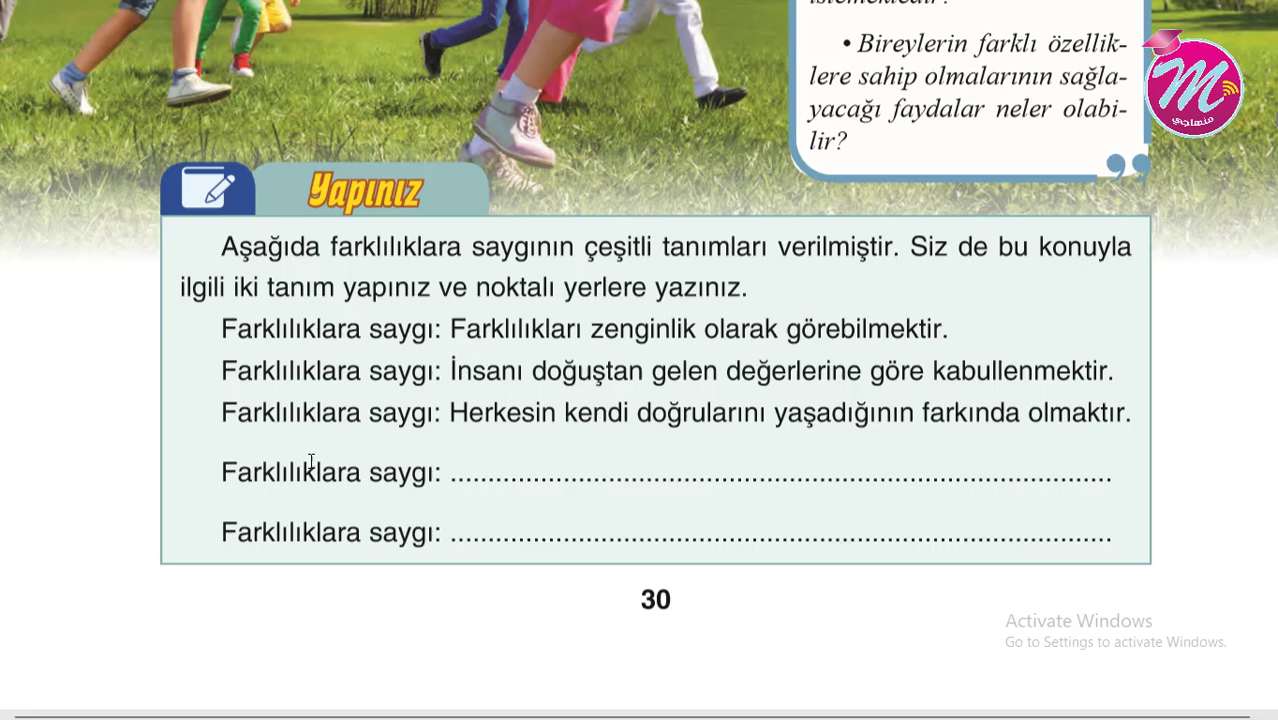 istemektedir?
• Bireylerin farklı özellik-
lere sahip olmalarının sağla-
yacağı faydalar neler olabi-
lir?
M
منهاجي
Yapınız
Aşağıda farklılıklara saygının çeşitli tanımları verilmiştir. Siz de bu konuyla
ilgili iki tanım yapınız ve noktalı yerlere yazınız.
Farklılıklara saygı: Farklılıkları zenginlik olarak görebilmektir.
Farklılıklara saygı: İnsanı doğuştan gelen değerlerine göre kabullenmektir.
Farklılıklara saygı: Herkesin kendi doğrularını yaşadığının farkında olmaktır.
Farklılıklara saygı: ........................................................................................
Farklılıklara saygı: ........................................................................................
30
Activate Windows
Go to Settings to activate Windows.